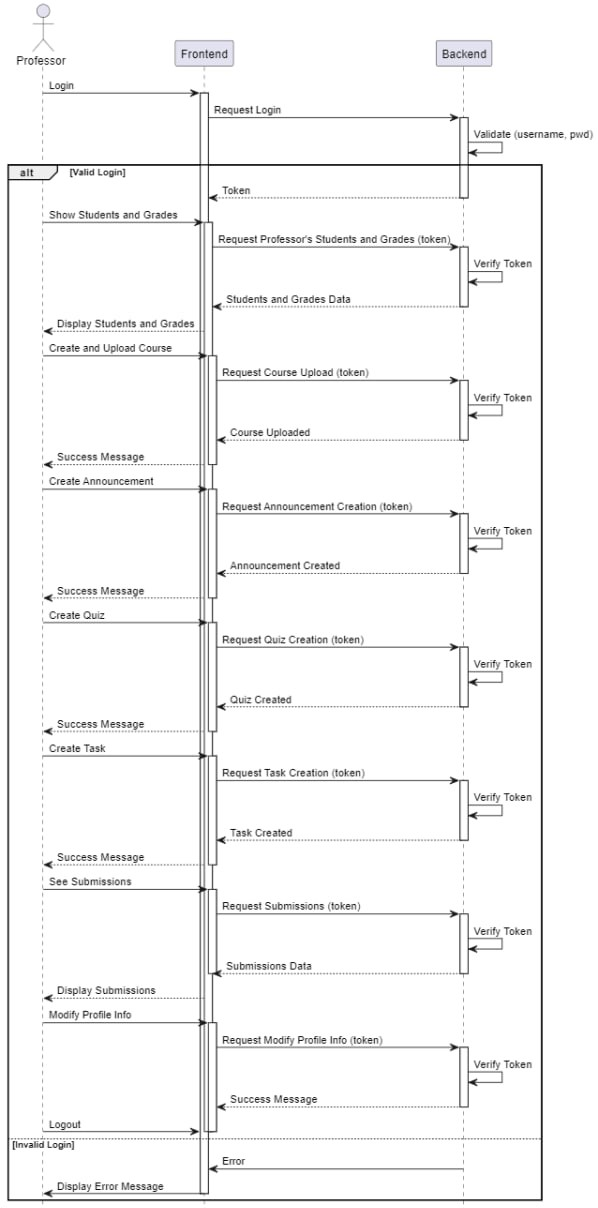 Professor
Frontend
Backend
Login
Request Login
Validate (username, pwd)
alt
[Valid Login]
Token
Show Students and Grades
Request Professor's Students and Grades (token)
Verify Token
Students and Grades Data
Display Students and Grades
Create and Upload Course
Request Course Upload (token)
Verify Token
Course Uploaded
Success Message
Create Announcement
Request Announcement Creation (token)
Verify Token
Announcement Created
Success Message
Create Quiz
Request Quiz Creation (token)
Verify Token
Quiz Created
Success Message
Create Task
Request Task Creation (token)
Verify Token
Task Created
Success Message
See Submissions
Request Submissions (token)
Verify Token
Submissions Data
Display Submissions
Modify Profile Info
Request Modify Profile Info (token)
Verify Token
Success Message
Logout
[Invalid Login]
Error
Display Error Message